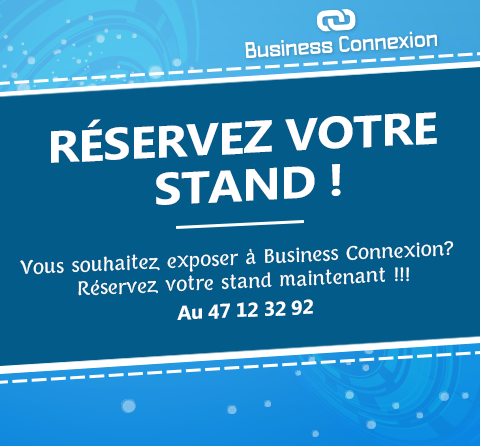 Business Connexion
RÉSERVEZ VOTRE
STAND !
Vous souhaitez exposer à Business Connexion?
Réservez votre stand maintenant !!!
Au 47 12 32 92